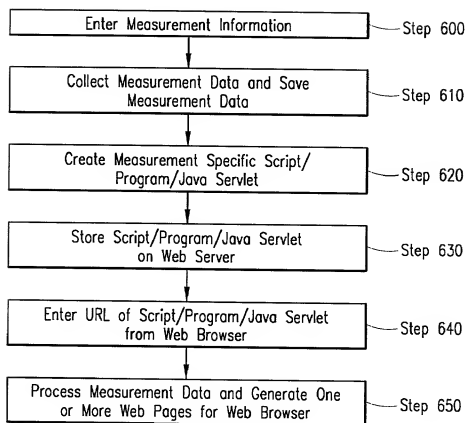 Enter Measurement Information
Step 600
Collect Measurement Data and Save
Measurement Data
Step 610
Create Measurement Specific Script/
Program/Java Servlet
Step 620
Store Script/Program/Java Servlet
on Web Server
Step 630
Enter URL of Script/Program/Java Servlet
from Web Browser
Step 640
Process Measurement Data and Generate One
or More Web Pages for Web Browser
Step 650